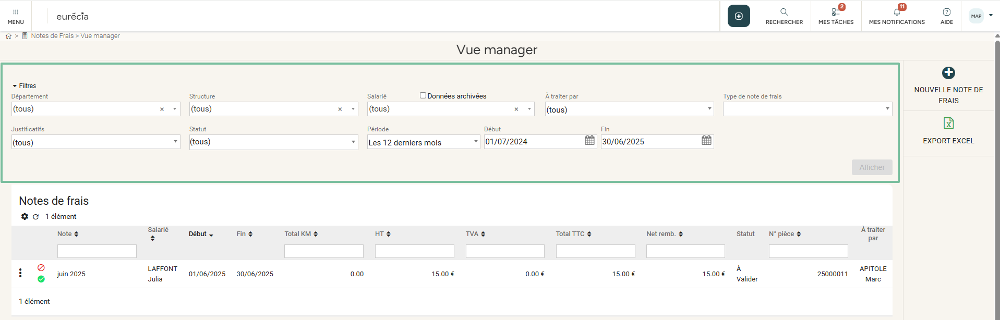 MENU
eurécia
RECHERCHER
2
MES TÂCHES
11
MES NOTIFICATIONS
AIDE
MAP
> Notes de Frais > Vue manager
Vue manager
Filtres
Département
Structure
Salarié
Données archivées
À traiter par
Type de note de frais
(tous) ×
(tous) ×
(tous) ×
(tous)
Justificatifs
Statut
Période
Début
Fin
(tous)
(tous)
Les 12 derniers mois
01/07/2024
30/06/2025
Afficher
NOUVELLE NOTE DE
FRAIS
EXPORT EXCEL
Notes de frais
1 élément
Note
Salarié
Début
Fin
Total KM
HT
TVA
Total TTC
Net remb.
Statut
N° pièce
À traiter
par
juin 2025
LAFFONT
Julia
01/06/2025
30/06/2025
0.00
15.00 €
0.00 €
15.00 €
15.00 €
À
Valider
25000011
APITOLE
Marc
1 élément